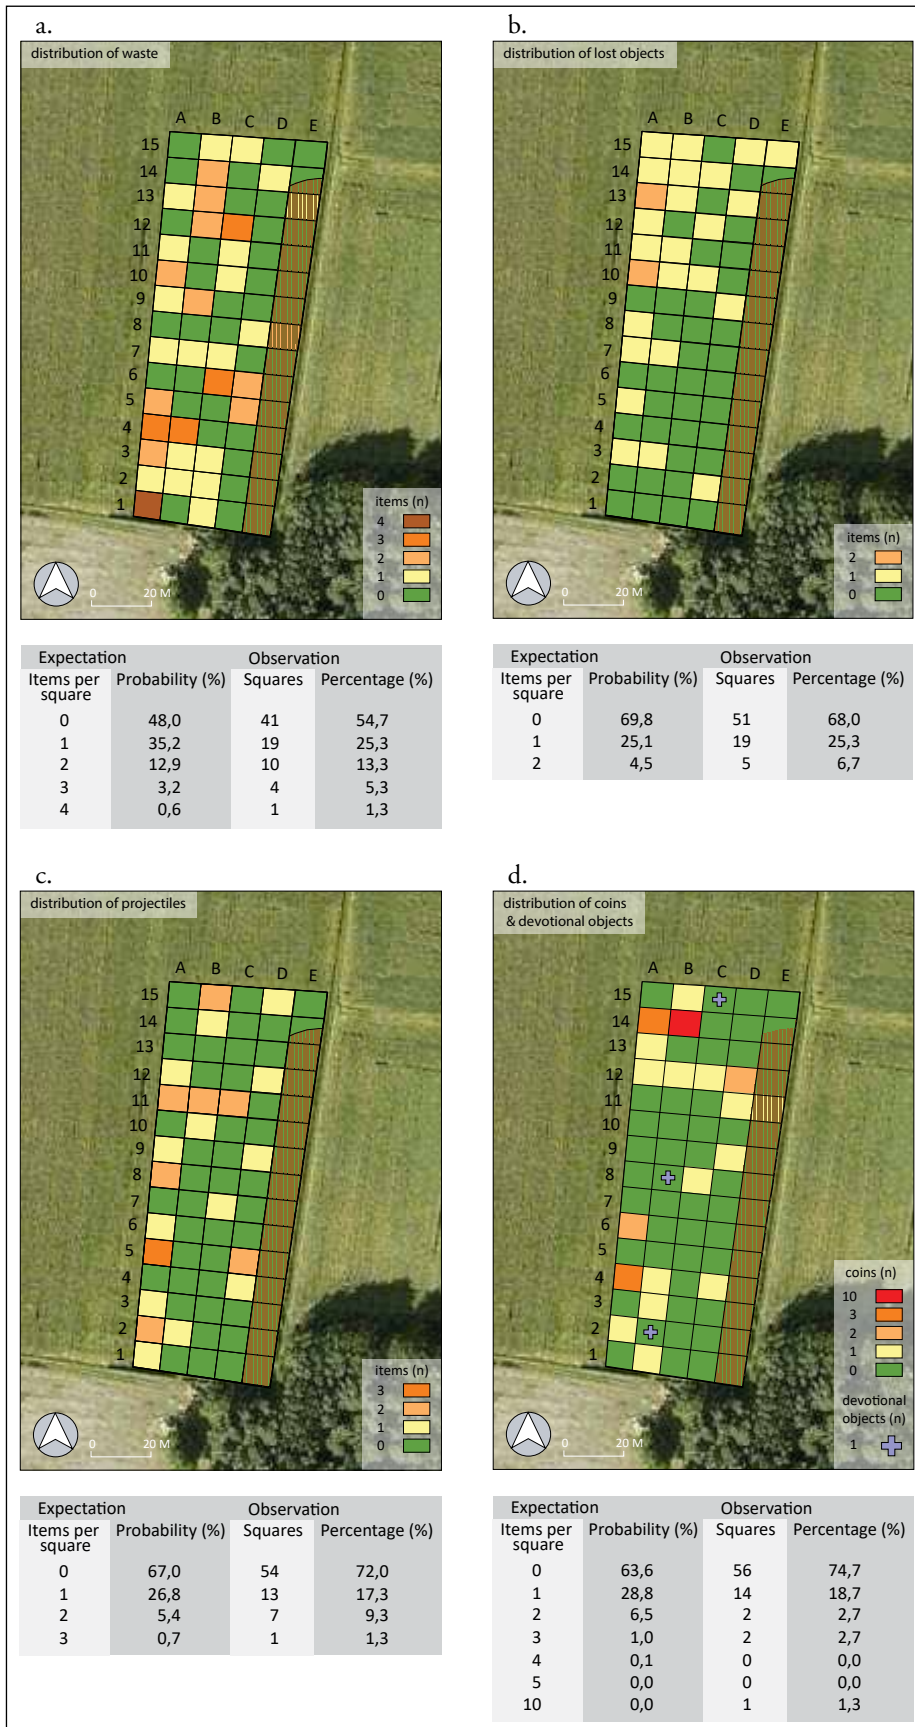 a.
distribution of waste
A B C D E
15
14
13
12
11
10
9
8
7
6
5
4
3
2
1
items (n)
4
3
2
1
0
0 20 M
Expectation Observation
Items per square Probability (%) Squares Percentage (%)
0 48,0 41 54,7
1 35,2 19 25,3
2 12,9 10 13,3
3 3,2 4 5,3
4 0,6 1 1,3
b.
distribution of lost objects
A B C D E
15
14
13
12
11
10
9
8
7
6
5
4
3
2
1
items (n)
2
1
0
0 20 M
Expectation Observation
Items per square Probability (%) Squares Percentage (%)
0 69,8 51 68,0
1 25,1 19 25,3
2 4,5 5 6,7
c.
distribution of projectiles
A B C D E
15
14
13
12
11
10
9
8
7
6
5
4
3
2
1
items (n)
3
2
1
0
0 20 M
Expectation Observation
Items per square Probability (%) Squares Percentage (%)
0 67,0 54 72,0
1 26,8 13 17,3
2 5,4 7 9,3
3 0,7 1 1,3
d.
distribution of coins
& devotional objects
A B C D E
15
14
13
12
11
10
9
8
7
6
5
4
3
2
1
coins (n)
10
3
2
1
0
devotional
objects (n)
1
0 20 M
Expectation Observation
Items per square Probability (%) Squares Percentage (%)
0 63,6 56 74,7
1 28,8 14 18,7
2 6,5 2 2,7
3 1,0 2 2,7
4 0,1 0 0,0
5 0,0 0 0,0
10 0,0 1 1,3